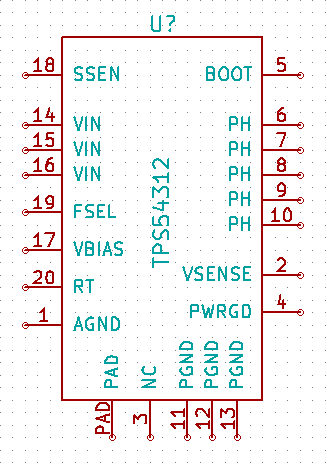 U?
18 SSEN BOOT 5
14 VIN PH 6
15 VIN PH 7
16 VIN PH 8
PH 9
19 FSEL PH 10
17 VBIAS
20 RT VSENSE 2
1 AGND PWRGD 4
TPS54312
PAD NC PGND PGND PGND
PAD 3 11 12 13